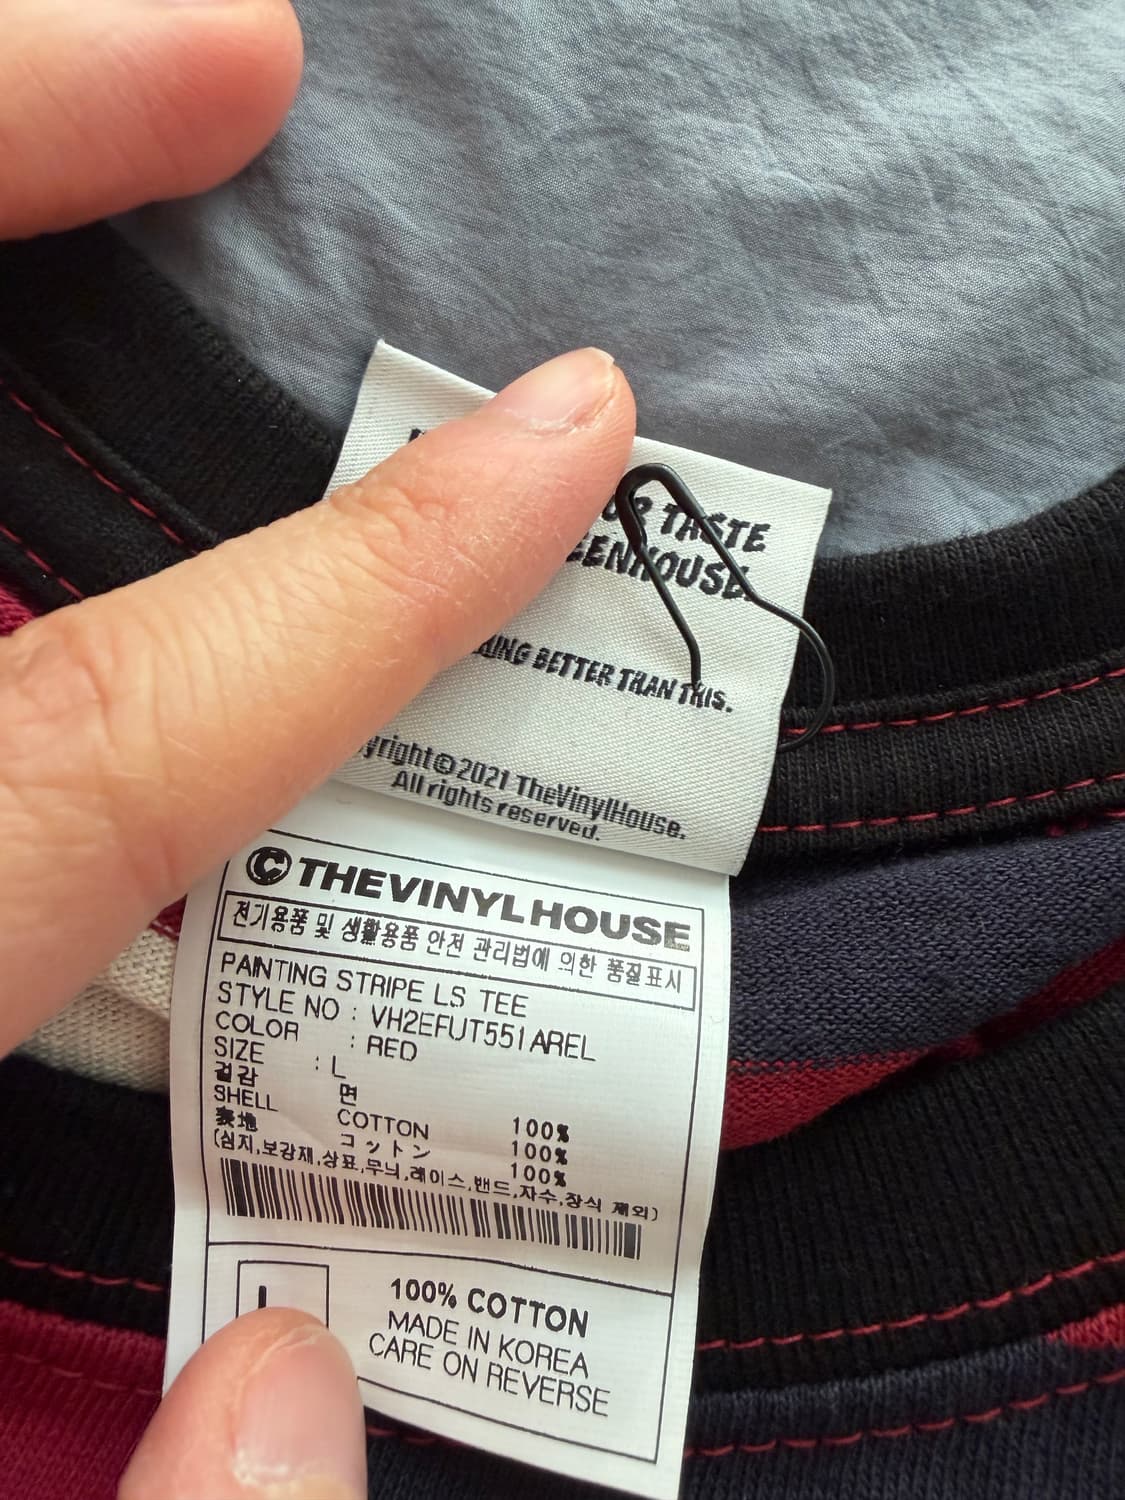 TASTE
BETTER THAN THIS.
©2021 TheVinylHouse.
All rights reserved.
© THEVINYLHOUSE
전기용품 및 생활용품 안전 관리법에 의한 품질표시
PAINTING STRIPE LS TEE
STYLE NO : VH2EFUT551AREL
COLOR : RED
SIZE : L
겉감 면 100%
SHELL COTTON 100%
表地 コットン 100%
(심지,보강재,상표,무늬,레이스,밴드,자수,장식 제외)
L
100% COTTON
MADE IN KOREA
CARE ON REVERSE